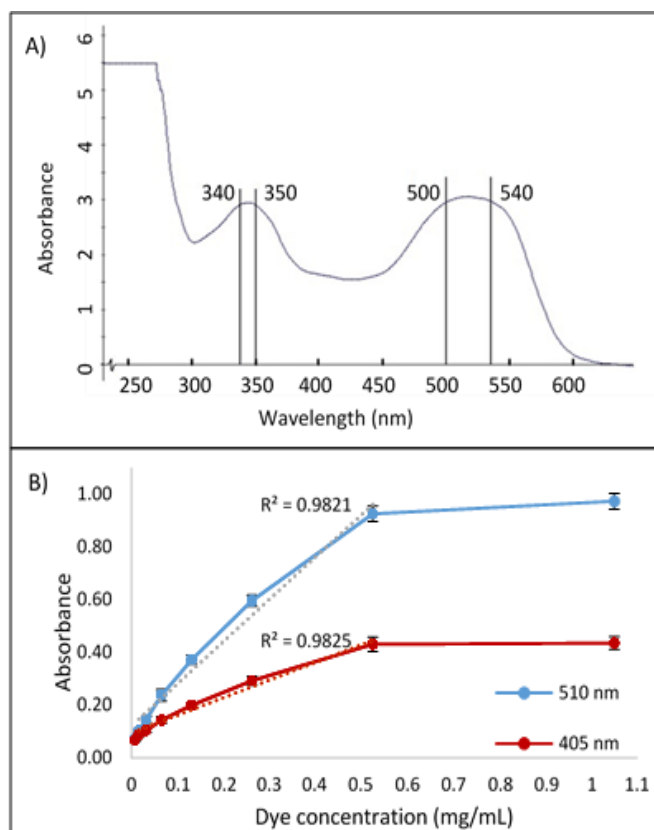 A)
6
5
4
3
2
1
0
Absorbance
340 350 500 540
250 300 350 400 450 500 550 600
Wavelength (nm)
B)
1.00
0.80
0.60
0.40
0.20
0.00
Absorbance
R² = 0.9821
R² = 0.9825
510 nm
405 nm
0 0.1 0.2 0.3 0.4 0.5 0.6 0.7 0.8 0.9 1 1.1
Dye concentration (mg/mL)